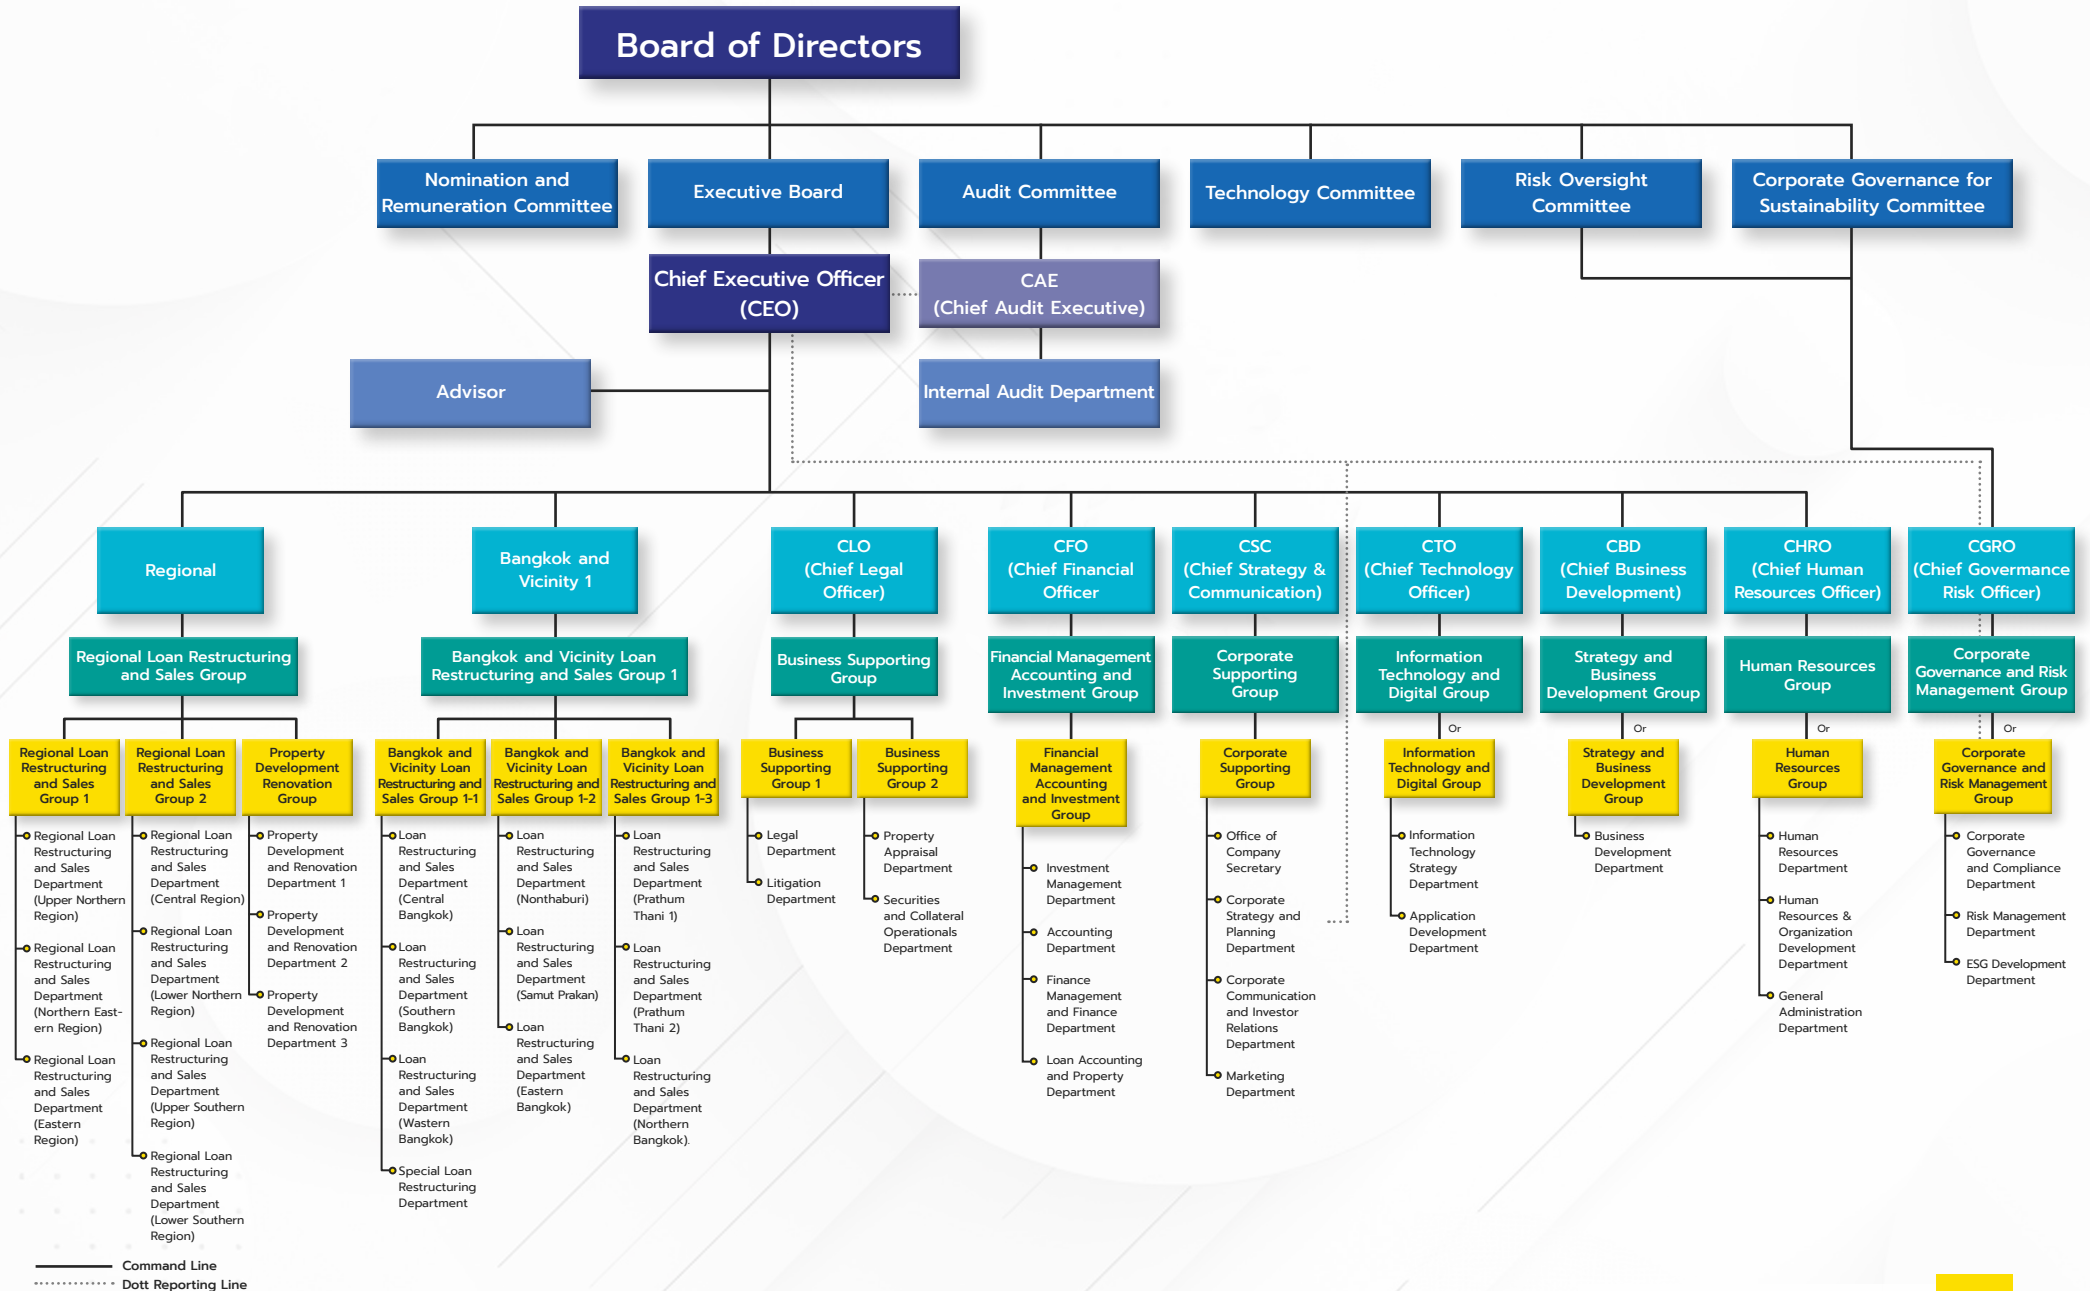 Board of Directors
Nomination and
Remuneration Committee
Executive Board
Audit Committee
Technology Committee
Risk Oversight
Committee
Corporate Governance for
Sustainability Committee
Chief Executive Officer
(CEO)
CAE
(Chief Audit Executive)
Advisor
Internal Audit Department
Regional
Bangkok and
Vicinity 1
CLO
(Chief Legal
Officer)
CFO
(Chief Financial
Officer
CSC
(Chief Strategy &
Communication)
CTO
(Chief Technology
Officer)
CBD
(Chief Business
Development)
CHRO
(Chief Human
Resources Officer)
CGRO
(Chief Govermance
Risk Officer)
Regional Loan Restructuring
and Sales Group
Bangkok and Vicinity Loan
Restructuring and Sales Group 1
Business Supporting
Group
Financial Management
Accounting and
Investment Group
Corporate
Supporting
Group
Information
Technology and
Digital Group
Strategy and
Business
Development Group
Human Resources
Group
Corporate
Governance and Risk
Management Group
Or
Or
Or
Or
Regional Loan
Restructuring
and Sales
Group 1
Regional Loan
Restructuring
and Sales
Group 2
Property
Development
Renovation
Group
Bangkok and
Vicinity Loan
Restructuring and
Sales Group 1-1
Bangkok and
Vicinity Loan
Restructuring and
Sales Group 1-2
Bangkok and
Vicinity Loan
Restructuring and
Sales Group 1-3
Business
Supporting
Group 1
Business
Supporting
Group 2
Financial
Management
Accounting
and Investment
Group
Corporate
Supporting
Group
Information
Technology and
Digital Group
Strategy and
Business
Development
Group
Human
Resources
Group
Corporate
Governance and
Risk Management
Group
Regional Loan
Restructuring
and Sales
Department
(Upper Northern
Region)
Regional Loan
Restructuring
and Sales
Department
(Northern East-
ern Region)
Regional Loan
Restructuring
and Sales
Department
(Eastern
Region)
Regional Loan
Restructuring
and Sales
Department
(Central Region)
Regional Loan
Restructuring
and Sales
Department
(Lower Northern
Region)
Regional Loan
Restructuring
and Sales
Department
(Upper Southern
Region)
Regional Loan
Restructuring
and Sales
Department
(Lower Southern
Region)
Property
Development
and Renovation
Department 1
Property
Development
and Renovation
Department 2
Property
Development
and Renovation
Department 3
Loan
Restructuring
and Sales
Department
(Central
Bangkok)
Loan
Restructuring
and Sales
Department
(Southern
Bangkok)
Loan
Restructuring
and Sales
Department
(Wastern
Bangkok)
Special Loan
Restructuring
Department
Loan
Restructuring
and Sales
Department
(Nonthaburi)
Loan
Restructuring
and Sales
Department
(Samut Prakan)
Loan
Restructuring
and Sales
Department
(Eastern
Bangkok)
Loan
Restructuring
and Sales
Department
(Prathum
Thani 1)
Loan
Restructuring
and Sales
Department
(Prathum
Thani 2)
Loan
Restructuring
and Sales
Department
(Northern
Bangkok).
Legal
Department
Litigation
Department
Property
Appraisal
Department
Securities
and Collateral
Operationals
Department
Investment
Management
Department
Accounting
Department
Finance
Management
and Finance
Department
Loan Accounting
and Property
Department
Office of
Company
Secretary
Corporate
Strategy and
Planning
Department
Corporate
Communication
and Investor
Relations
Department
Marketing
Department
Information
Technology
Strategy
Department
Application
Development
Department
Business
Development
Department
Human
Resources
Department
Human
Resources &
Organization
Development
Department
General
Administration
Department
Corporate
Governance
and Compliance
Department
Risk Management
Department
ESG Development
Department
Command Line
Dott Reporting Line